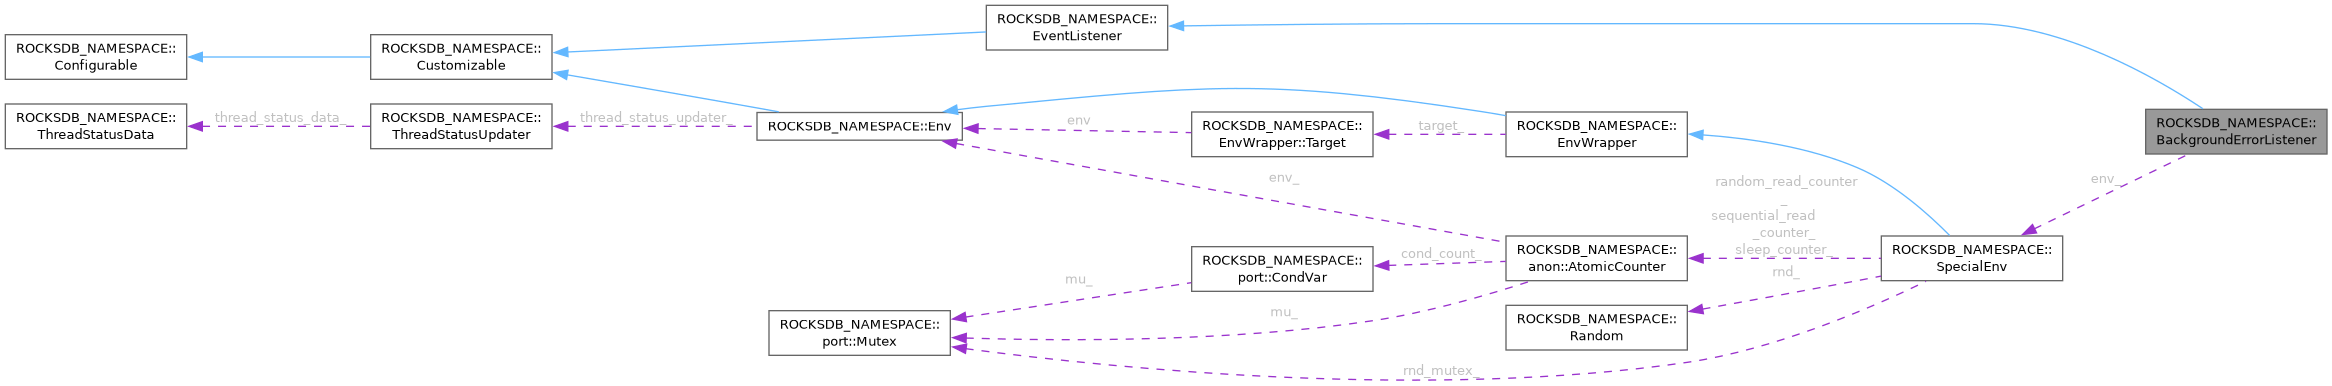 ROCKSDB_NAMESPACE::
EventListener
ROCKSDB_NAMESPACE::
Configurable
ROCKSDB_NAMESPACE::
Customizable
ROCKSDB_NAMESPACE::
ThreadStatusData
thread_status_data_
ROCKSDB_NAMESPACE::
ThreadStatusUpdater
thread_status_updater_
ROCKSDB_NAMESPACE::Env
env
ROCKSDB_NAMESPACE::
EnvWrapper::Target
target_
ROCKSDB_NAMESPACE::
EnvWrapper
ROCKSDB_NAMESPACE::
BackgroundErrorListener
env_
env_
random_read_counter
_
sequential_read
_counter_
sleep_counter_
ROCKSDB_NAMESPACE::
port::CondVar
cond_count_
ROCKSDB_NAMESPACE::
anon::AtomicCounter
ROCKSDB_NAMESPACE::
SpecialEnv
mu_
rnd_
ROCKSDB_NAMESPACE::
port::Mutex
mu_
ROCKSDB_NAMESPACE::
Random
rnd_mutex_